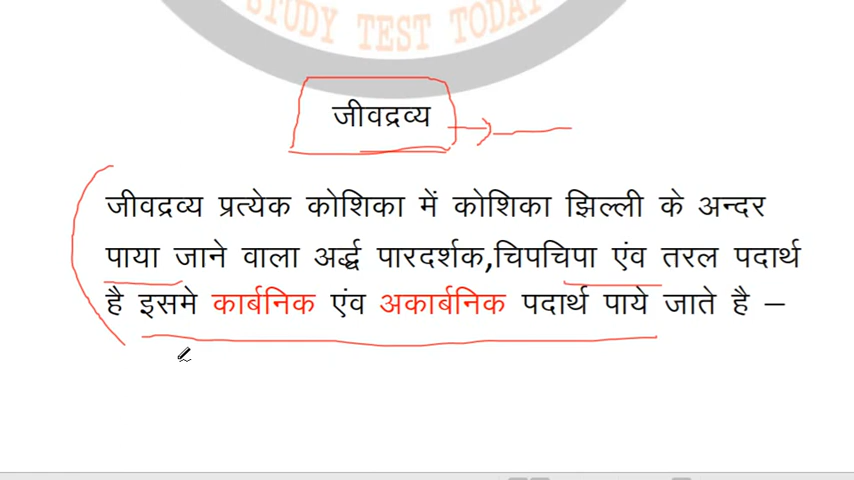 STUDY TEST TODAY
जीवद्रव्य
जीवद्रव्य प्रत्येक कोशिका में कोशिका झिल्ली के अन्दर
पाया जाने वाला अर्द्ध पारदर्शक,चिपचिपा एंव तरल पदार्थ
है इसमे कार्बनिक एंव अकार्बनिक पदार्थ पाये जाते है –